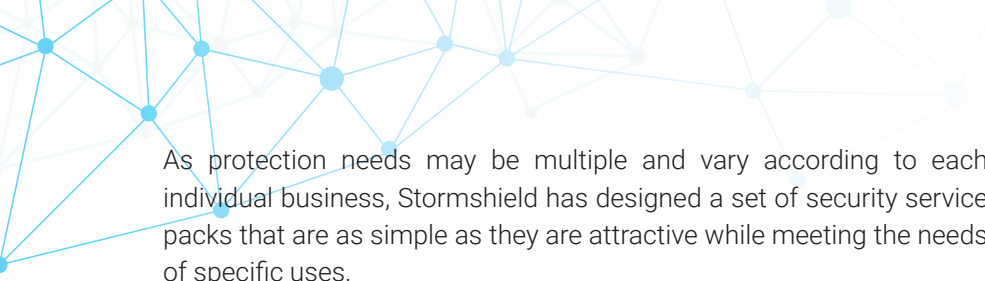 As protection needs may be multiple and vary according to each
individual business, Stormshield has designed a set of security service
packs that are as simple as they are attractive while meeting the needs
of specific uses.